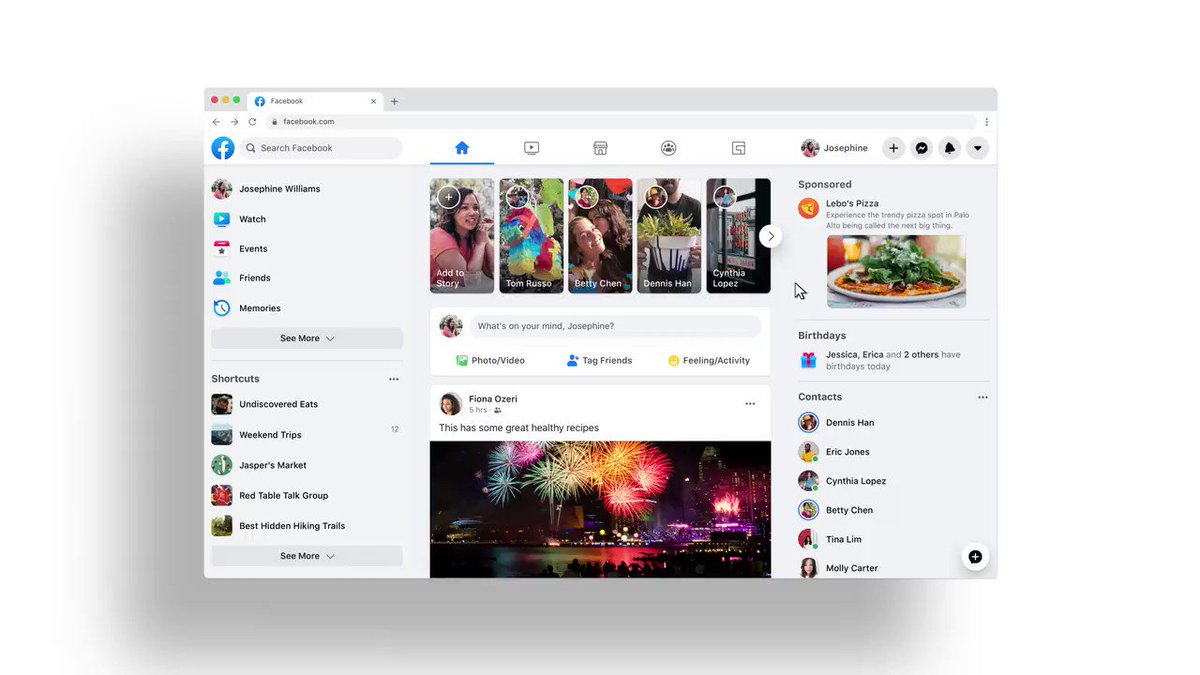 Facebook
facebook.com
Search Facebook
Josephine
Josephine Williams
Watch
Events
Friends
Memories
See More
Shortcuts
Undiscovered Eats
Weekend Trips
12
Jasper's Market
Red Table Talk Group
Best Hidden Hiking Trails
See More
Add to
Story
Tom Russo
Betty Chen
Dennis Han
Cynthia
Lopez
What's on your mind, Josephine?
Photo/Video
Tag Friends
Feeling/Activity
Fiona Ozeri
5 hrs ·
This has some great healthy recipes
Sponsored
Lebo's Pizza
Experience the trendy pizza spot in Palo
Alto being called the next big thing.
Birthdays
Jessica, Erica and 2 others have
birthdays today
Contacts
Dennis Han
Eric Jones
Cynthia Lopez
Betty Chen
Tina Lim
Molly Carter